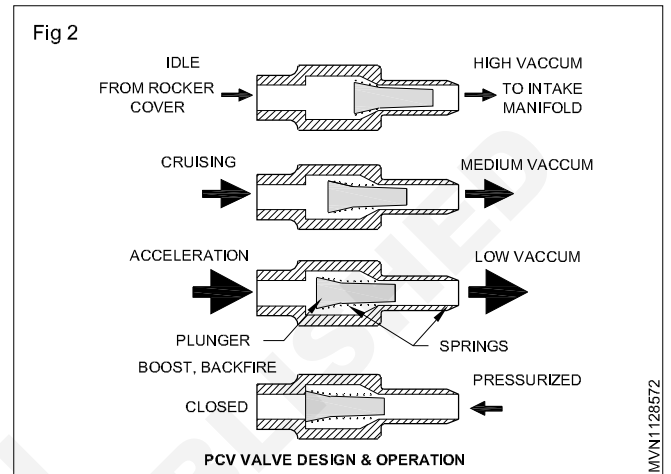 Fig 2
IDLE
HIGH VACCUM
FROM ROCKER
COVER
TO INTAKE
MANIFOLD
CRUISING
MEDIUM VACCUM
ACCELERATION
LOW VACCUM
PLUNGER
SPRINGS
BOOST, BACKFIRE
CLOSED
PRESSURIZED
PCV VALVE DESIGN & OPERATION
MVN1128572